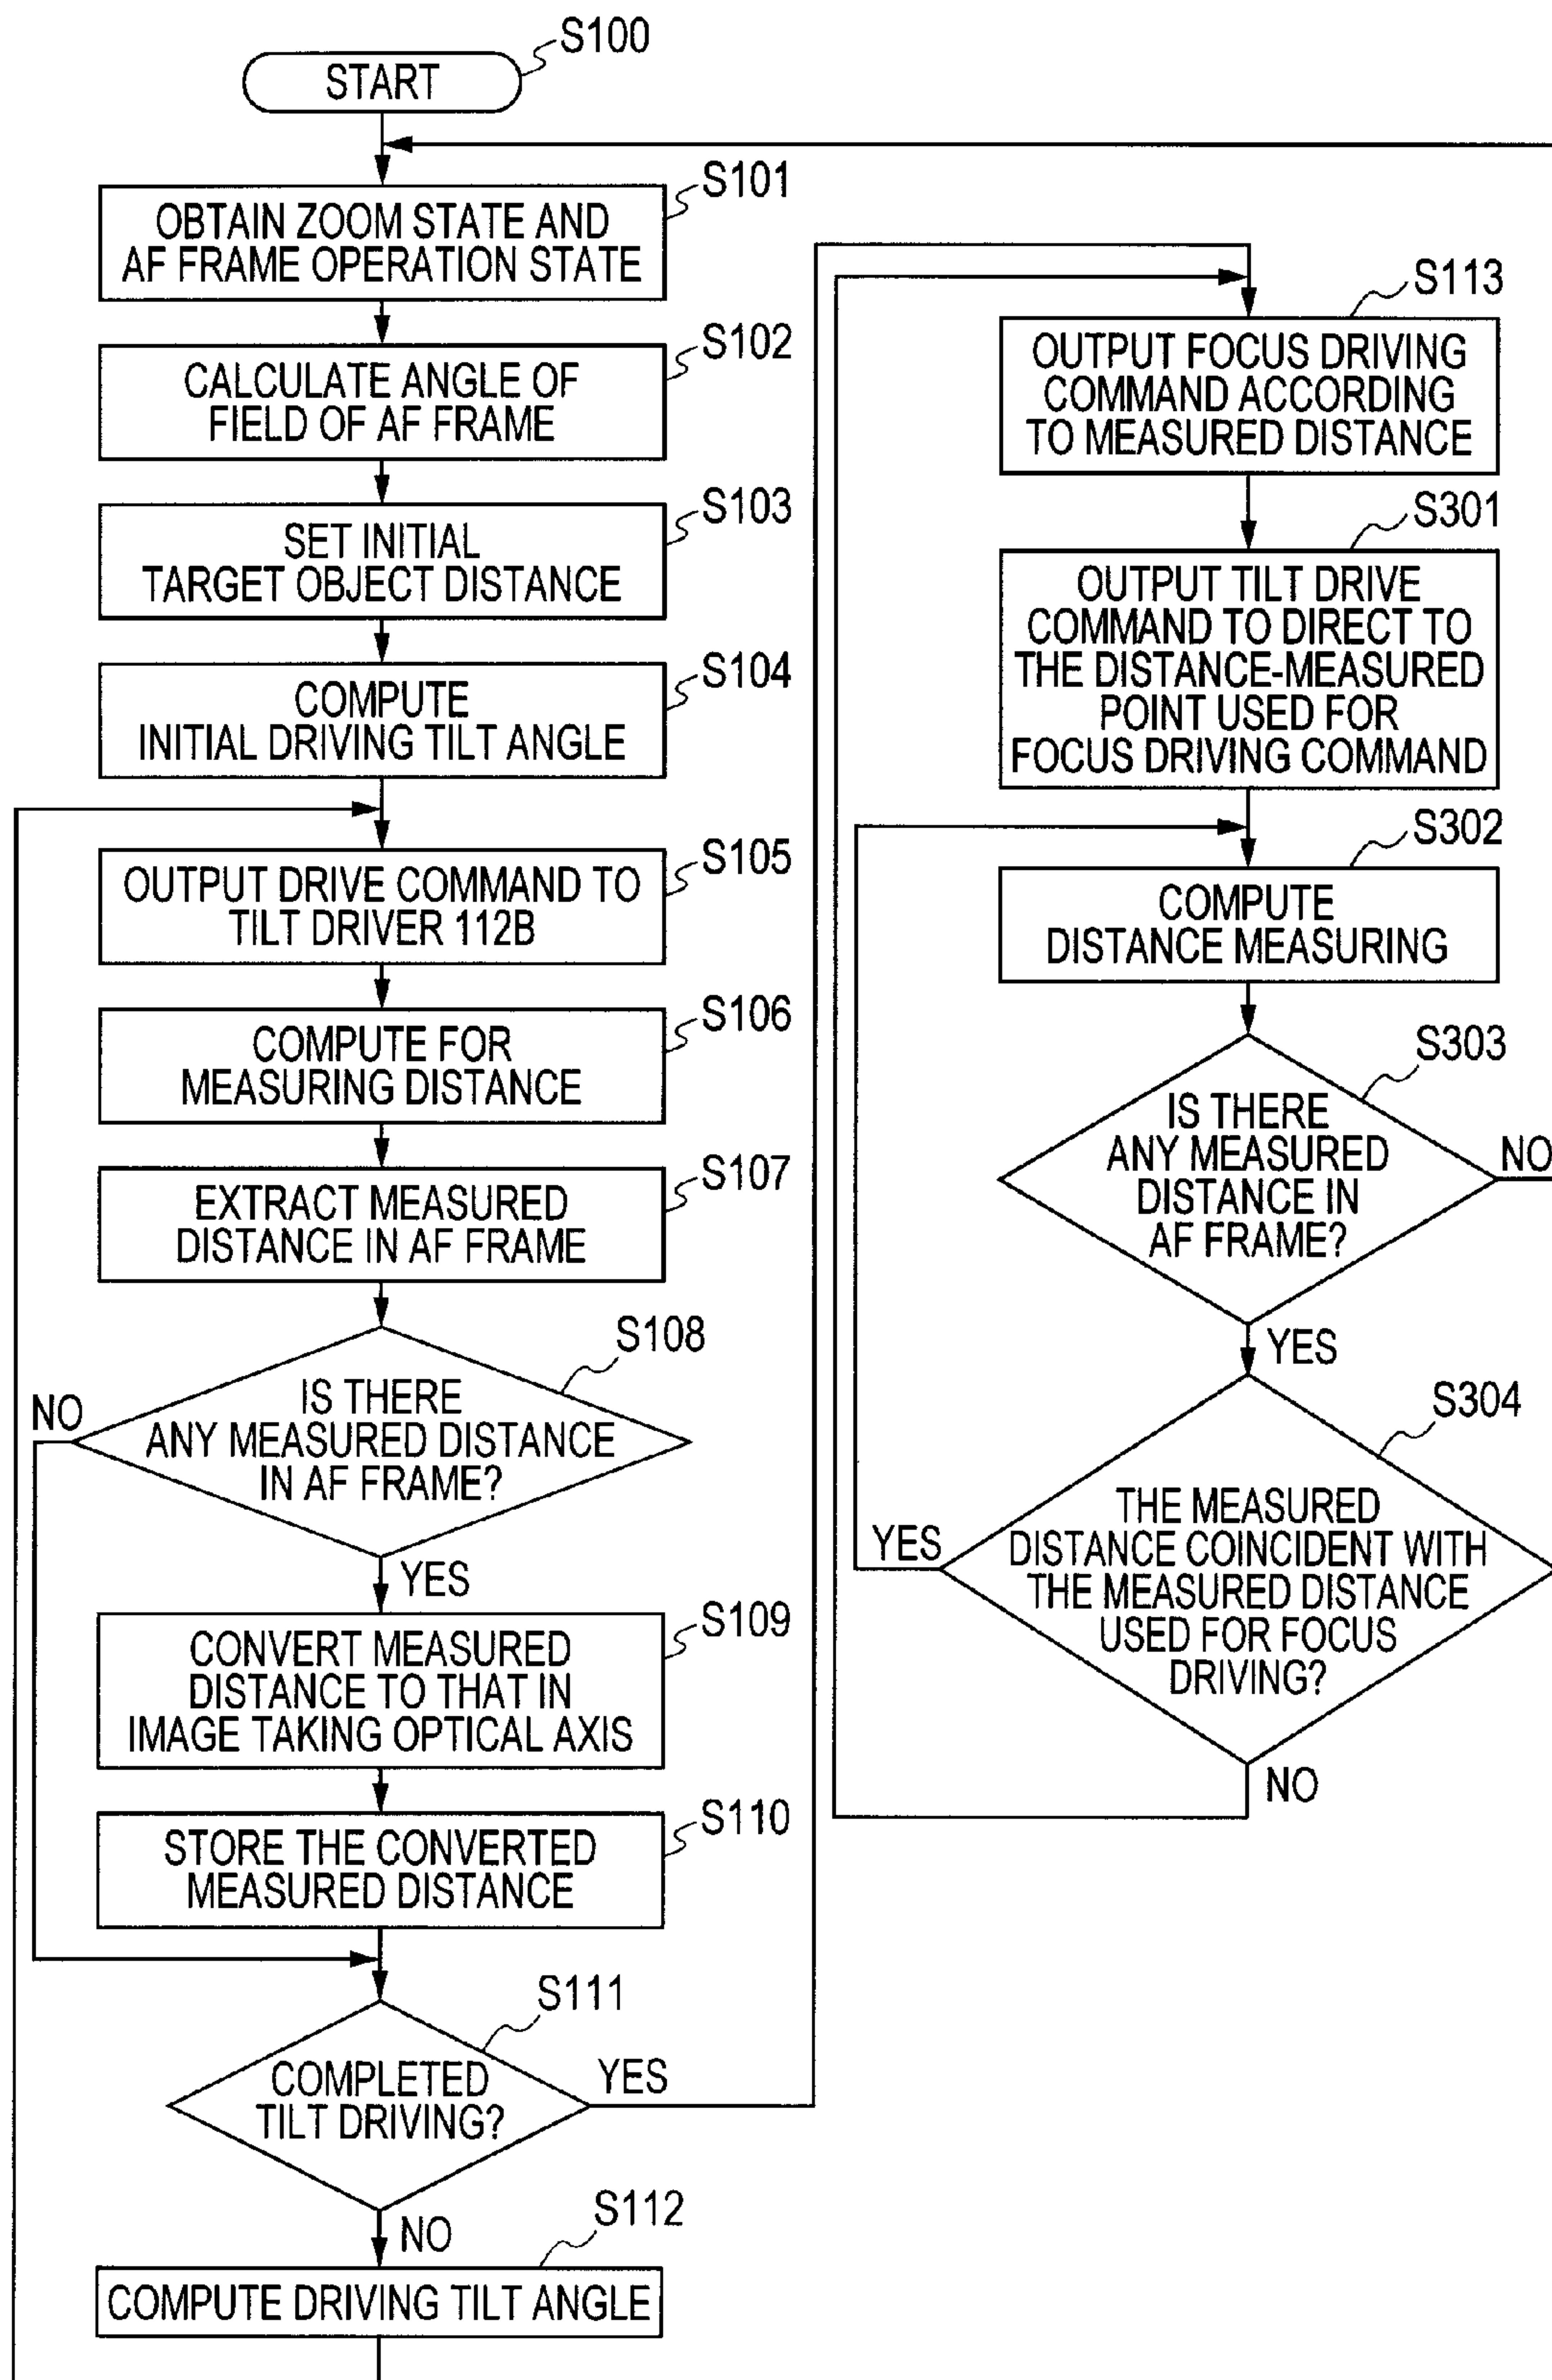 S100
START
S101
OBTAIN ZOOM STATE AND
AF FRAME OPERATION STATE
S102
CALCULATE ANGLE OF
FIELD OF AF FRAME
S103
SET INITIAL
TARGET OBJECT DISTANCE
S104
COMPUTE
INITIAL DRIVING TILT ANGLE
S105
OUTPUT DRIVE COMMAND TO
TILT DRIVER 112B
S106
COMPUTE FOR
MEASURING DISTANCE
S107
EXTRACT MEASURED
DISTANCE IN AF FRAME
S108
IS THERE
ANY MEASURED DISTANCE
IN AF FRAME?
NO
YES
S109
CONVERT MEASURED
DISTANCE TO THAT IN
IMAGE TAKING OPTICAL AXIS
S110
STORE THE CONVERTED
MEASURED DISTANCE
S111
COMPLETED
TILT DRIVING?
YES
NO
S112
COMPUTE DRIVING TILT ANGLE
S113
OUTPUT FOCUS DRIVING
COMMAND ACCORDING
TO MEASURED DISTANCE
S301
OUTPUT TILT DRIVE
COMMAND TO DIRECT TO
THE DISTANCE-MEASURED
POINT USED FOR
FOCUS DRIVING COMMAND
S302
COMPUTE
DISTANCE MEASURING
S303
IS THERE
ANY MEASURED
DISTANCE IN
AF FRAME?
NO
YES
S304
THE MEASURED
DISTANCE COINCIDENT WITH
THE MEASURED DISTANCE
USED FOR FOCUS
DRIVING?
YES
NO